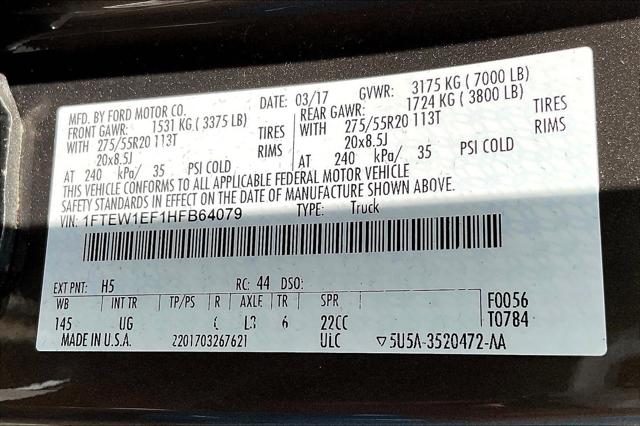 MFD. BY FORD MOTOR CO. DATE: 03/17 GVWR: 3175 KG ( 7000 LB)
FRONT GAWR: 1531 KG ( 3375 LB) REAR GAWR: 1724 KG ( 3800 LB)
WITH 275/55R20 113T TIRES WITH 275/55R20 113T TIRES
20x8.5J RIMS 20x8.5J RIMS
AT 240 kPa/ 35 PSI COLD AT 240 kPa/ 35 PSI COLD
THIS VEHICLE CONFORMS TO ALL APPLICABLE FEDERAL MOTOR VEHICLE
SAFETY STANDARDS IN EFFECT ON THE DATE OF MANUFACTURE SHOWN ABOVE.
VIN: 1FTEW1EF1HFB64079 TYPE: Truck
EXT PNT: H5 RC: 44 DSO:
WB INT TR TP/PS R AXLE TR SPR F0056
145 UG L3 6 22CC T0784
MADE IN U.S.A. 2201703267621 ULC ▽5U5A-3520472-AA